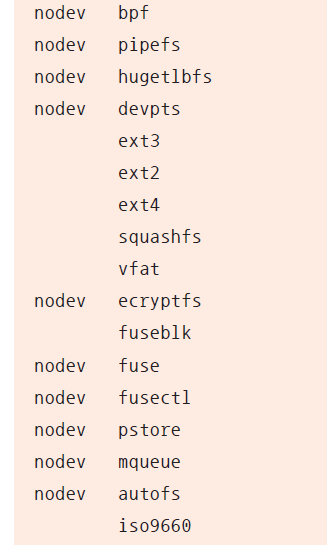 nodev   bpf
nodev   pipefs
nodev   hugetlbfs
nodev   devpts
        ext3
        ext2
        ext4
        squashfs
        vfat
nodev   ecryptfs
        fuseblk
nodev   fuse
nodev   fusectl
nodev   pstore
nodev   mqueue
nodev   autofs
        iso9660